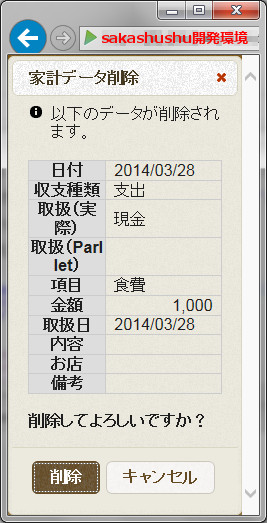 sakashushu開発環境
家計データ削除
以下のデータが削除され
ます。
日付 2014/03/28
収支種類 支出
取扱(実
際) 現金
取扱(Parl
let)
項目 食費
金額 1,000
取扱日 2014/03/28
内容
お店
備考
削除してよろしいですか？
削除 キャンセル